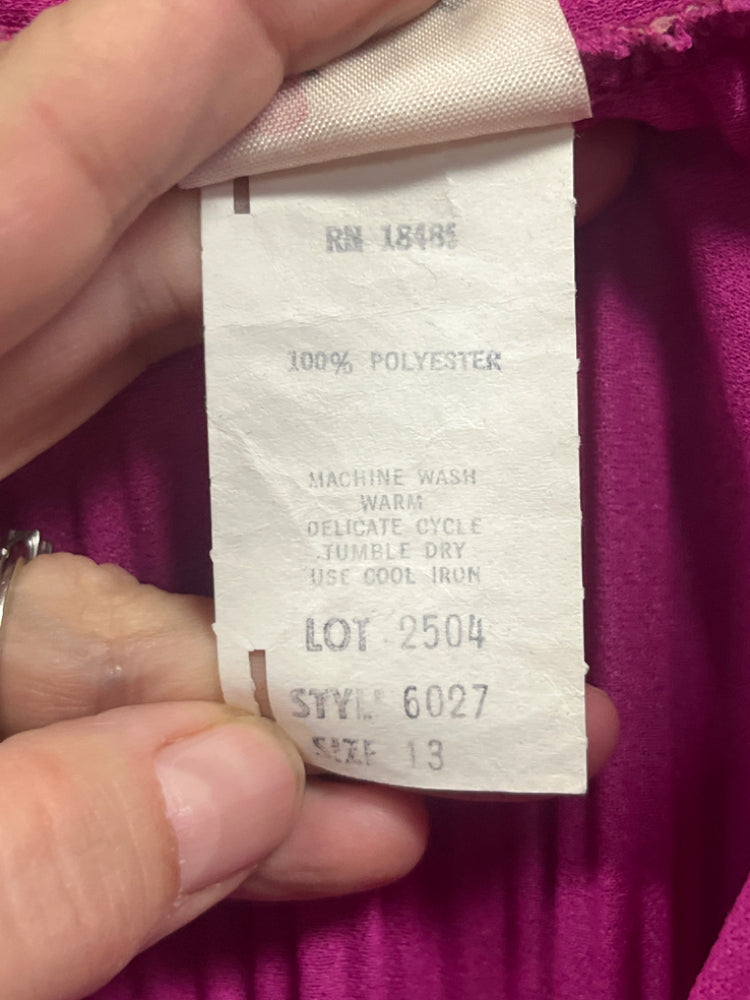 RN
100% POLYESTER
MACHINE WASH
WARM
DELICATE CYCLE
TUMBLE DRY
USE COOL IRON
LOT 2504
STYLE 6027
SIZE 13